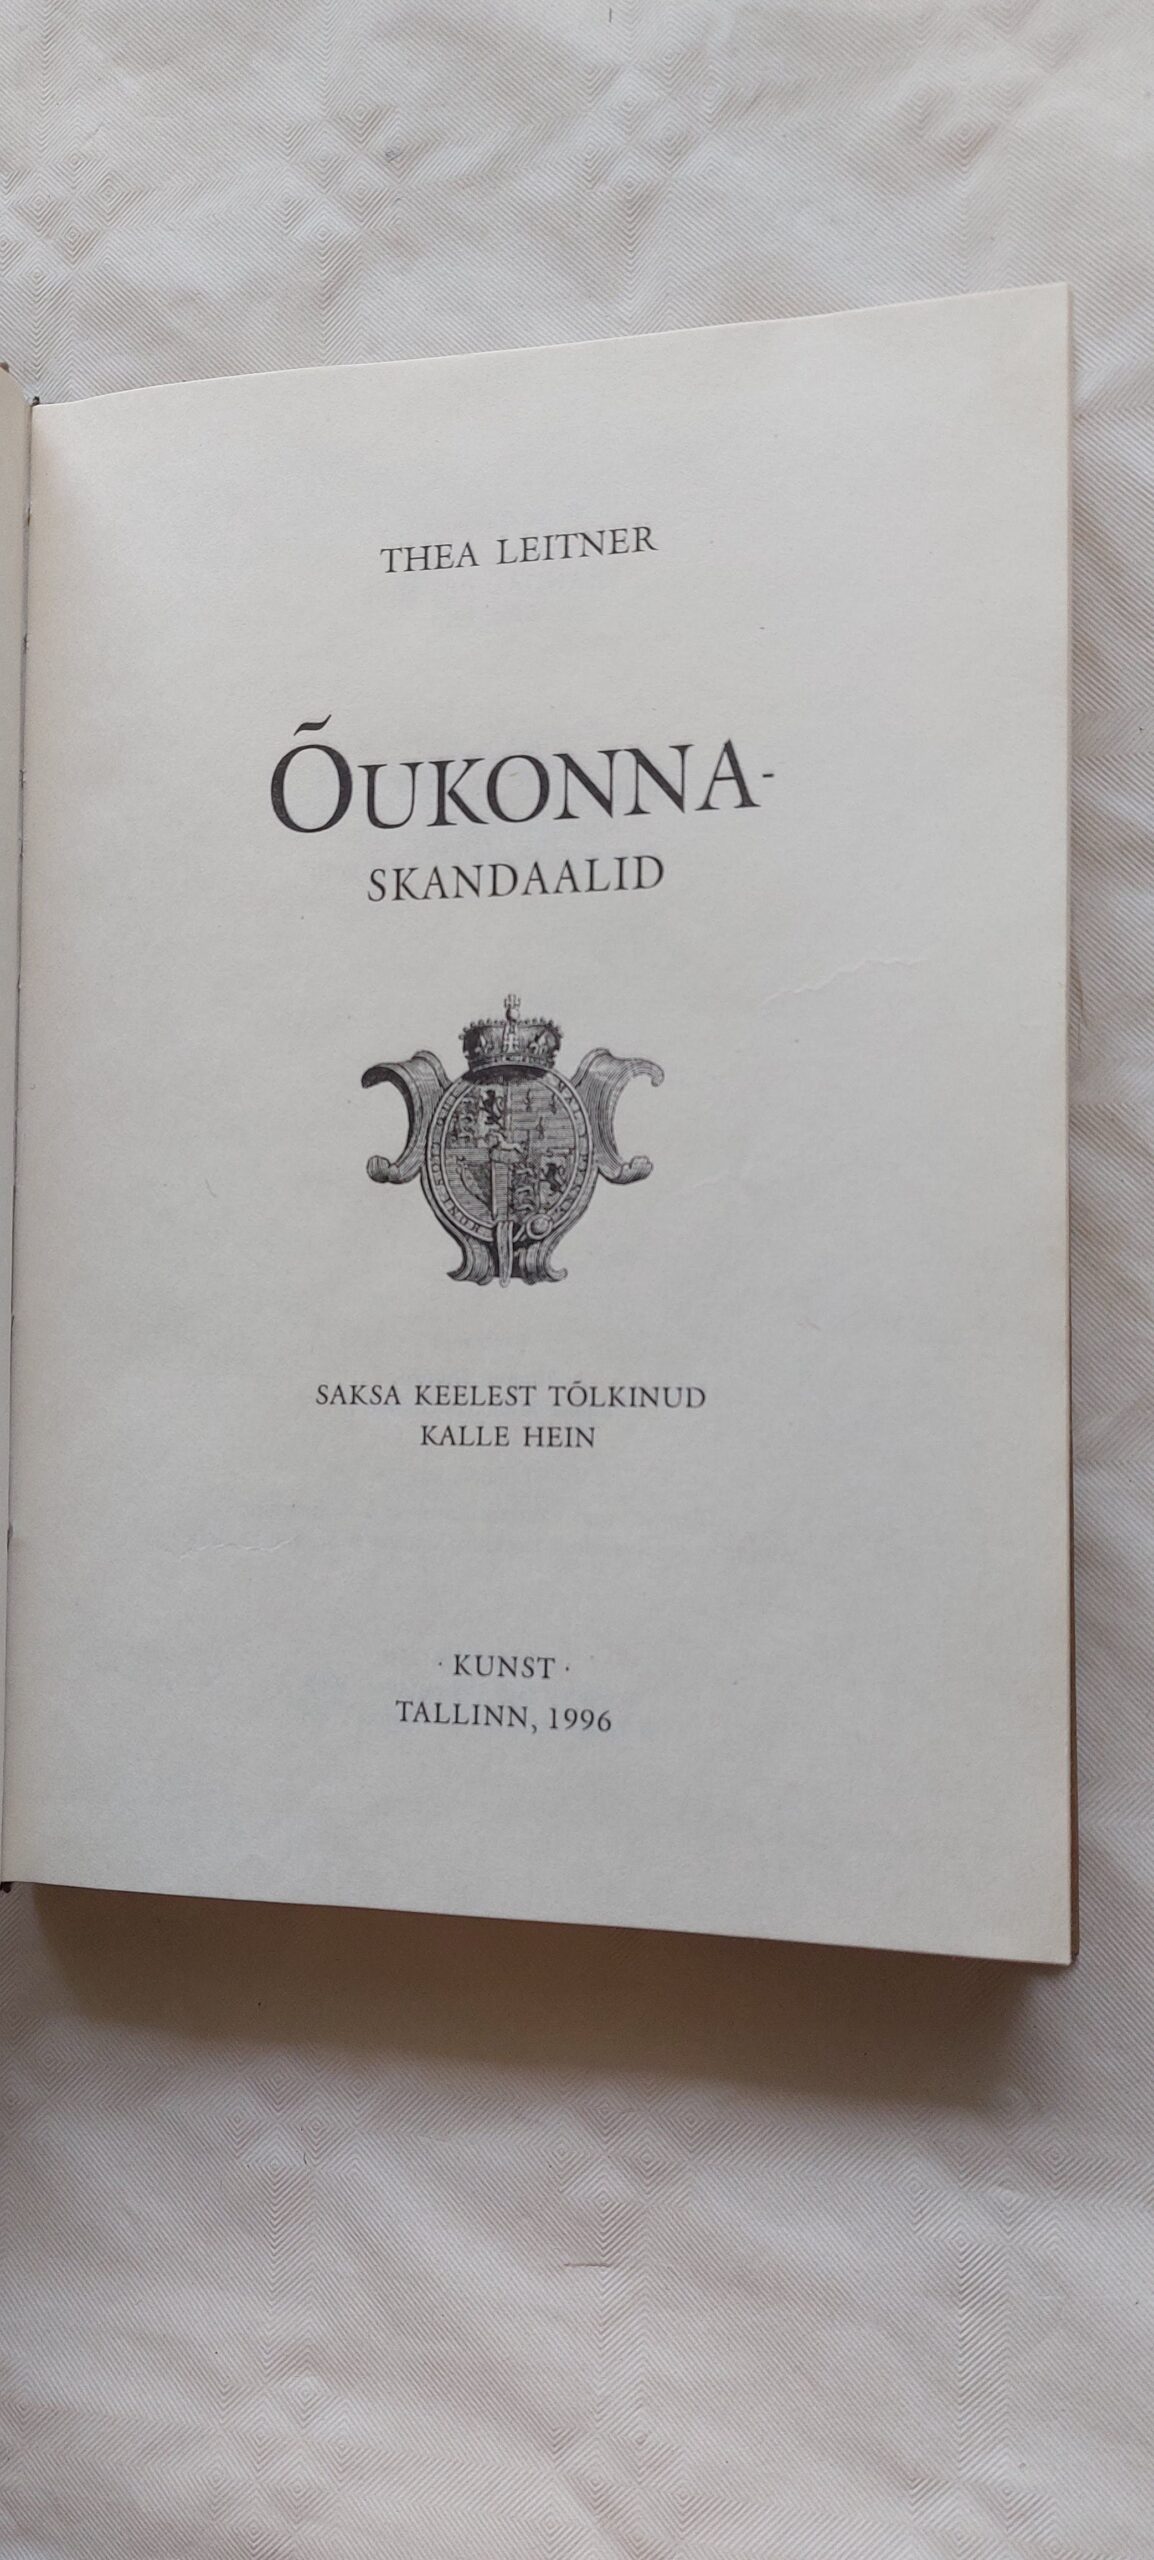 THEA LEITNER
ÕUKONNA-
SKANDAALID
SAKSA KEELEST TÕLKINUD
KALLE HEIN
· KUNST ·
TALLINN, 1996